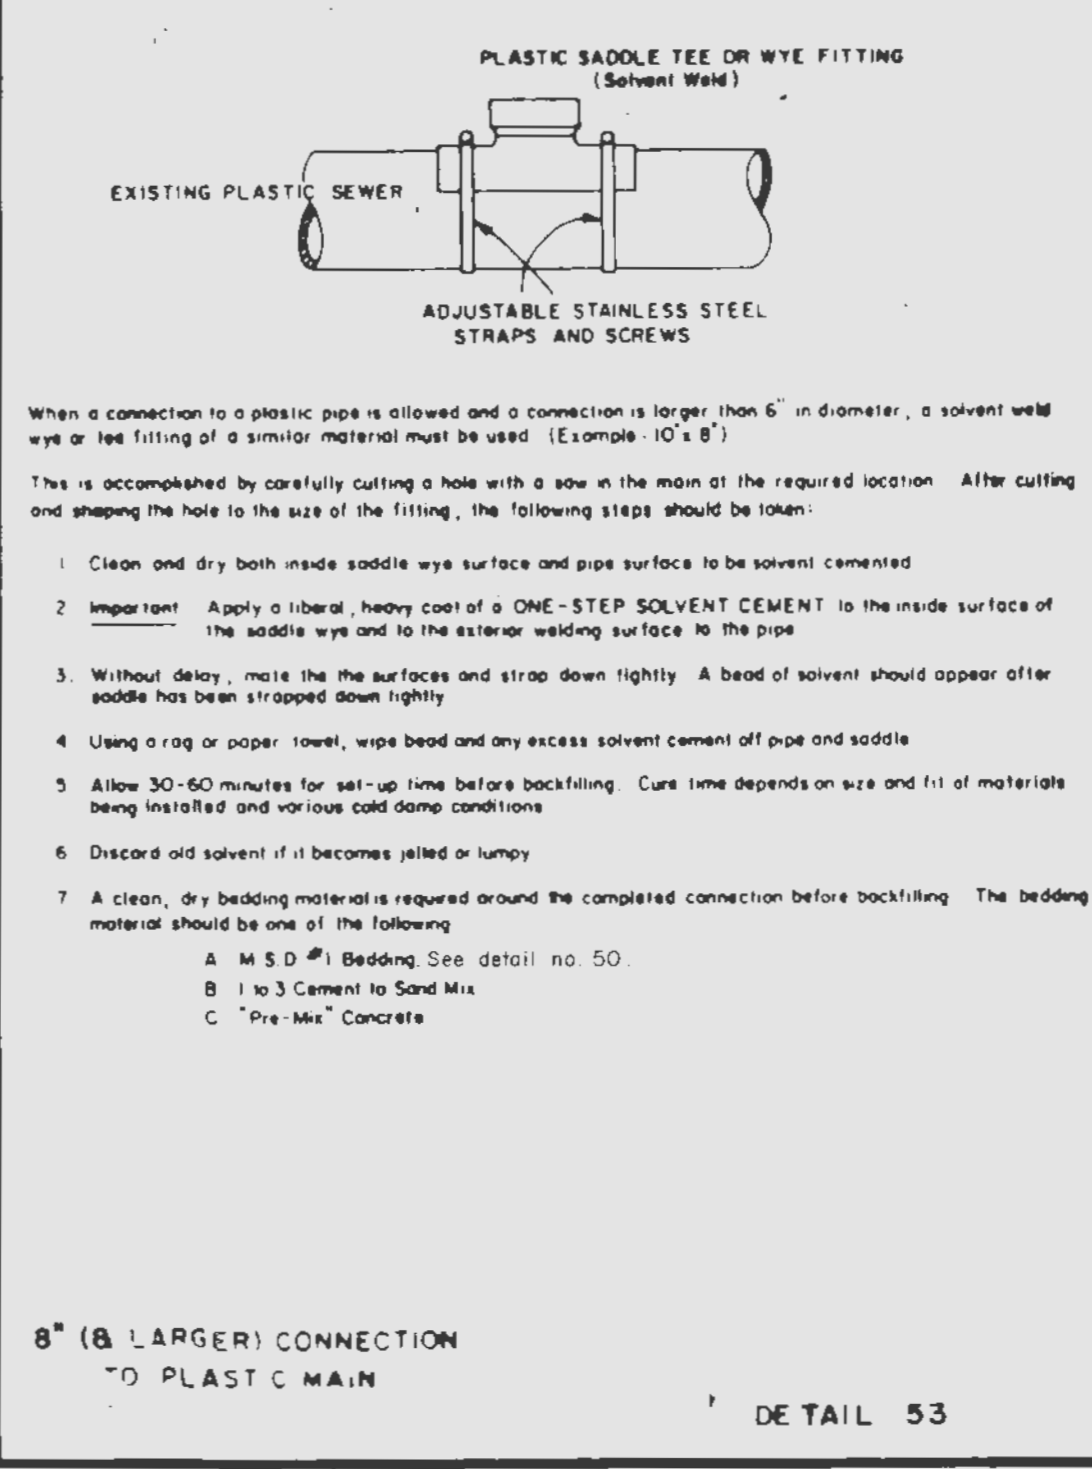 PLASTIC SADDLE TEE OR WYE FITTING
(Solvent Weld)
EXISTING PLASTIC SEWER
ADJUSTABLE STAINLESS STEEL
STRAPS AND SCREWS
When a connection to a plastic pipe is allowed and a connection is larger than 6" in diameter, a solvent weld
wye or tee fitting of a similar material must be used (Example - 10" x 8")
This is accomplished by carefully cutting a hole with a saw in the main at the required location After cutting
and shaping the hole to the size of the fitting, the following steps should be taken:
1 Clean and dry both inside saddle wye surface and pipe surface to be solvent cemented
2 Important Apply a liberal, heavy coat of a ONE-STEP SOLVENT CEMENT to the inside surface of
the saddle wye and to the exterior welding surface to the pipe
3. Without delay, mate the the surfaces and strap down tightly A bead of solvent should appear after
saddle has been strapped down tightly
4 Using a rag or paper towel, wipe bead and any excess solvent cement off pipe and saddle
5 Allow 30-60 minutes for set-up time before backfilling. Cure time depends on size and fit of materials
being installed and various cold damp conditions
6 Discard old solvent if it becomes jelled or lumpy
7 A clean, dry bedding material is required around the completed connection before backfilling The bedding
material should be one of the following
A M.S.D #1 Bedding. See detail no. 50.
B 1 to 3 Cement to Sand Mix
C "Pre-Mix" Concrete
8" (& LARGER) CONNECTION
TO PLASTIC MAIN
DETAIL 53